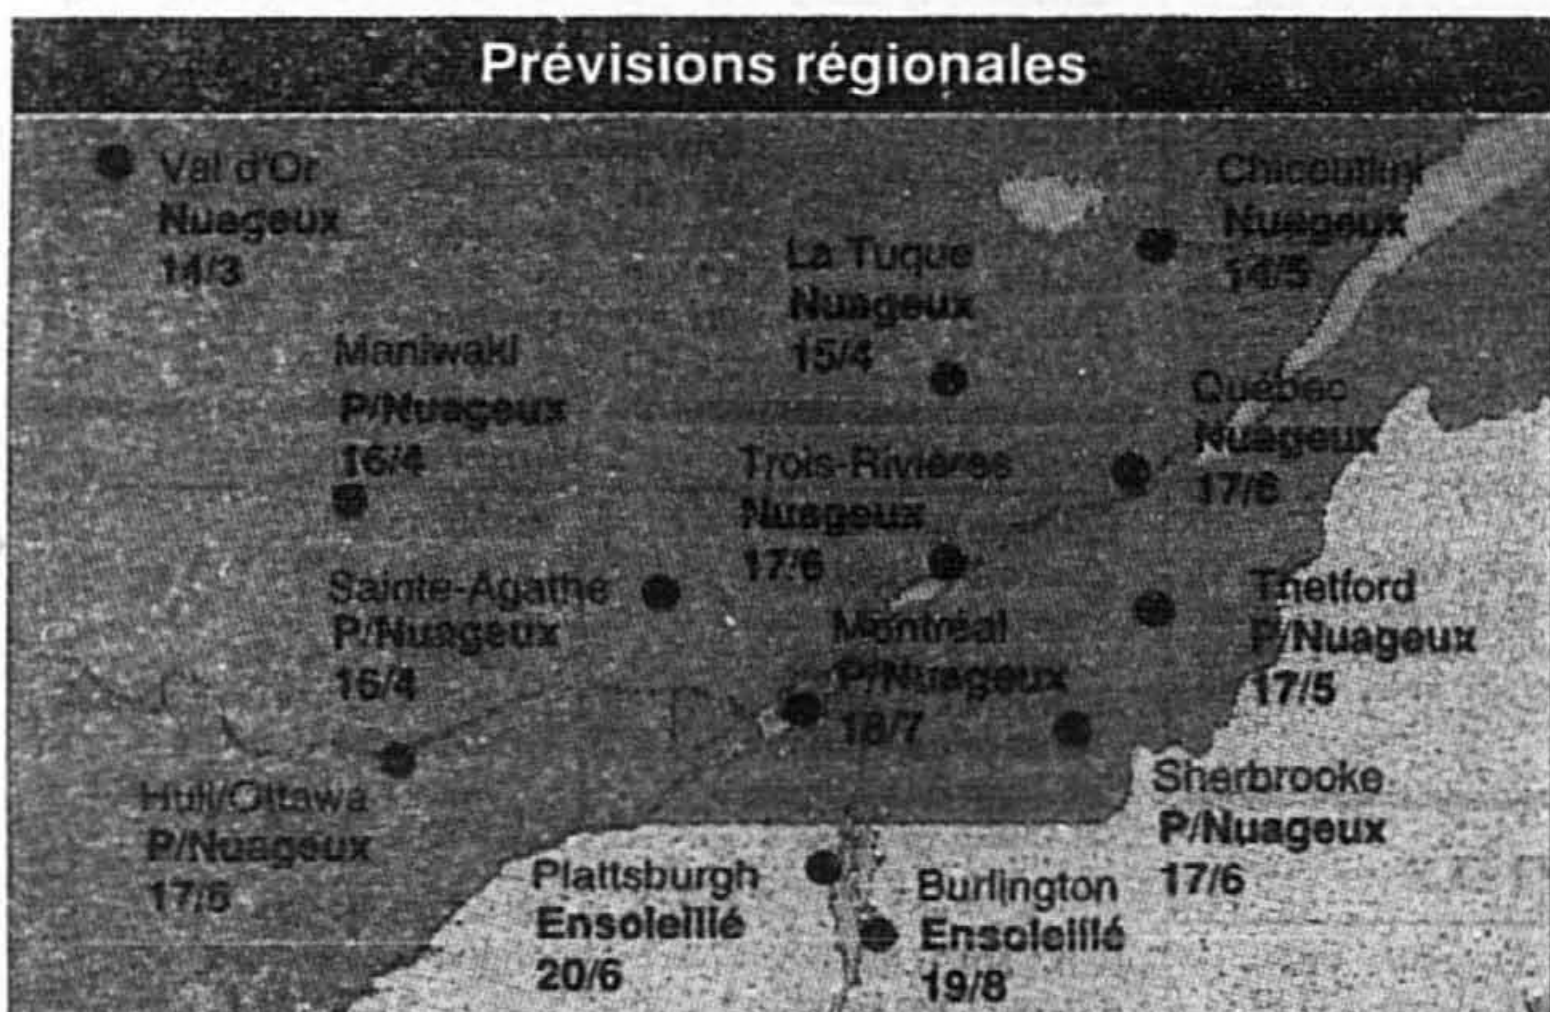 Prévisions régionales
Val d'Or
Nuageux
14/3
Chicoutimi
Nuageux
14/5
La Tuque
Nuageux
15/4
Maniwaki
P/Nuageux
16/4
Québec
Nuageux
17/6
Trois-Rivières
Nuageux
17/6
Sainte-Agathe
P/Nuageux
16/4
Thetford
P/Nuageux
17/5
Montréal
P/Nuageux
18/7
Hull/Ottawa
P/Nuageux
Sherbrooke
P/Nuageux
17/6
Plattsburgh
Ensoleillé
20/6
Burlington
Ensoleillé
19/8